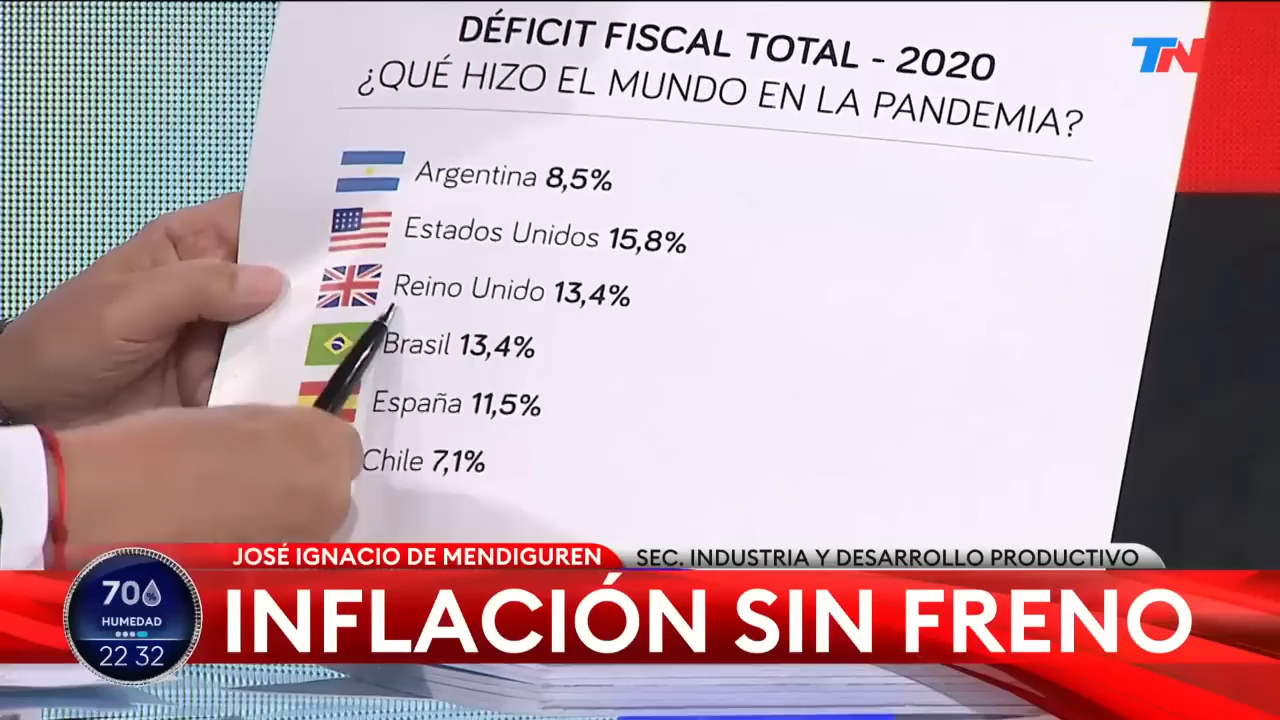 DÉFICIT FISCAL TOTAL - 2020
¿QUÉ HIZO EL MUNDO EN LA PANDEMIA?
TN
Argentina 8,5%
Estados Unidos 15,8%
Reino Unido 13,4%
Brasil 13,4%
España 11,5%
Chile 7,1%
JOSÉ IGNACIO DE MENDIGUREN
SEC. INDUSTRIA Y DESARROLLO PRODUCTIVO
INFLACIÓN SIN FRENO
70%
HUMEDAD
22 32